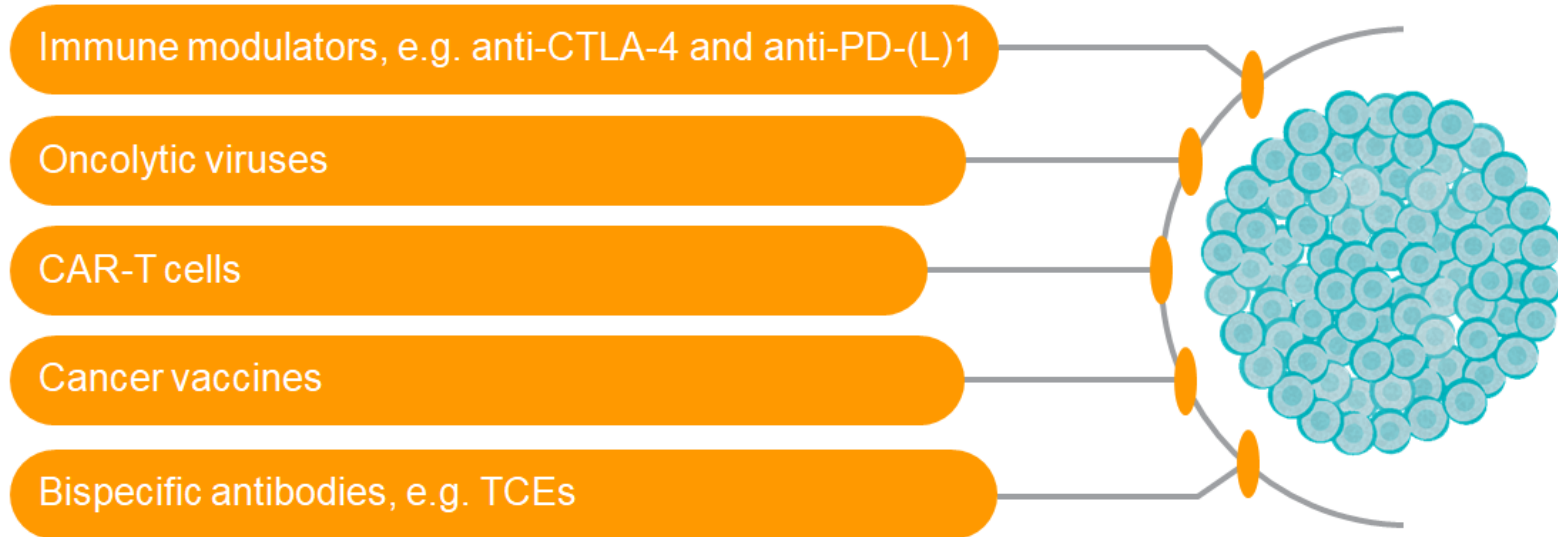 Immune modulators, e.g. anti-CTLA-4 and anti-PD-(L)1
Oncolytic viruses
CAR-T cells
Cancer vaccines
Bispecific antibodies, e.g. TCEs